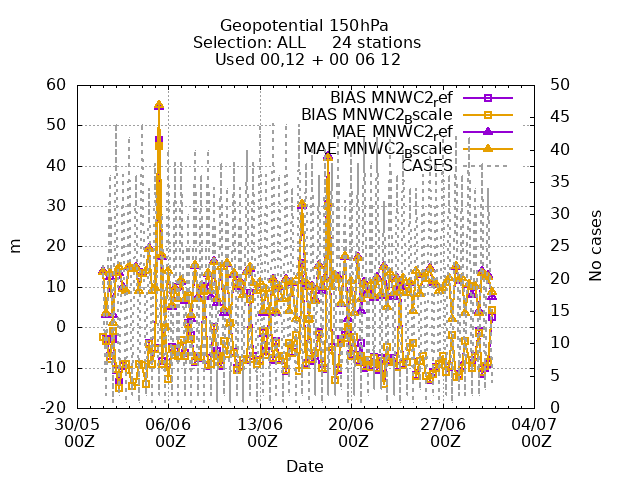 Geopotential 150hPa
Selection: ALL 24 stations
Used 00,12 + 00 06 12
BIAS MNWC2_ref
BIAS MNWC2_Bscale
MAE MNWC2_ref
MAE MNWC2_Bscale
CASES
60
50
40
30
20
10
0
-10
-20
m
50
45
40
35
30
25
20
15
10
5
0
No cases
30/05 06/06 13/06 20/06 27/06 04/07
00Z 00Z 00Z 00Z 00Z 00Z
Date